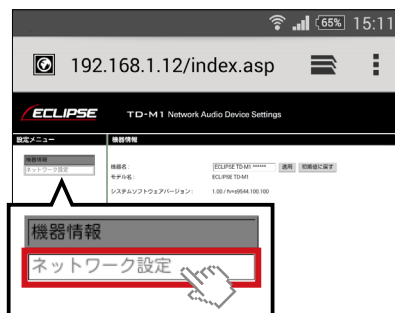 65% 15:11
192.168.1.12/index.asp
ECLIPSE TD-M1 Network Audio Device Settings
設定メニュー 機器情報
機器情報
ネットワーク設定
機器名: ECLIPSE TD-M1 ****** 適用 初期値に戻す
モデル名: ECLIPSE TD-M1
システムソフトウェアバージョン: 1.00 / fv=s9544.100.100
機器情報
ネットワーク設定